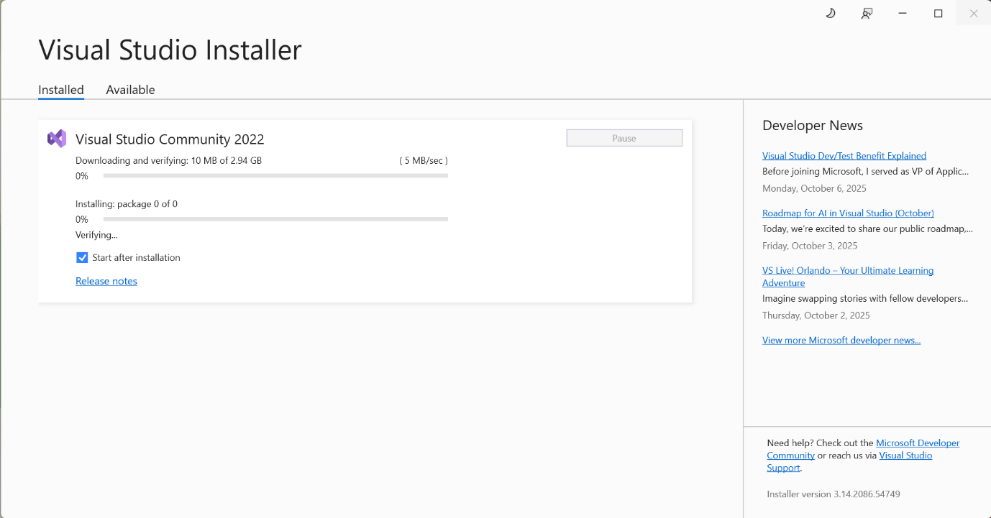 Visual Studio Installer
Installed
Available
Visual Studio Community 2022
Pause
Downloading and verifying: 10 MB of 2.94 GB
( 5 MB/sec )
0%
Installing: package 0 of 0
0%
Verifying...
Start after installation
Release notes
Developer News
Visual Studio Dev/Test Benefit Explained
Before joining Microsoft, I served as VP of Applic...
Monday, October 6, 2025
Roadmap for AI in Visual Studio (October)
Today, we're excited to share our public roadmap,...
Friday, October 3, 2025
VS Live! Orlando – Your Ultimate Learning
Adventure
Imagine swapping stories with fellow developers...
Thursday, October 2, 2025
View more Microsoft developer news...
Need help? Check out the Microsoft Developer
Community or reach us via Visual Studio
Support.
Installer version 3.14.2086.54749